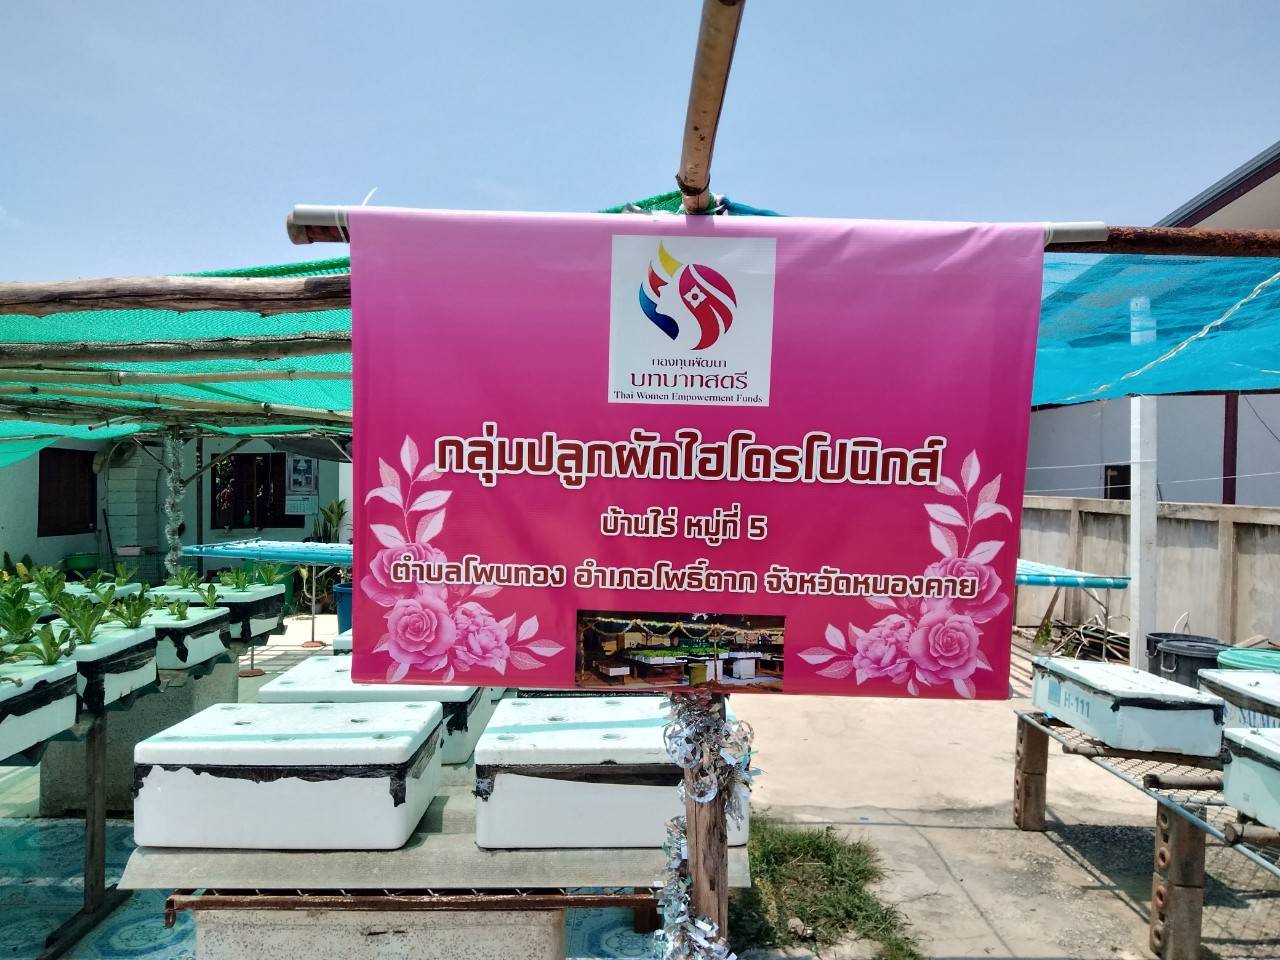 กองทุนพัฒนา
บทบาทสตรี
Thai Women Empowerment Funds
กลุ่มปลูกผักไฮโดรโปนิกส์
บ้านไร่ หมู่ที่ 5
ตำบลโพนทอง อำเภอโพธิ์ตาก จังหวัดหนองคาย
H-111